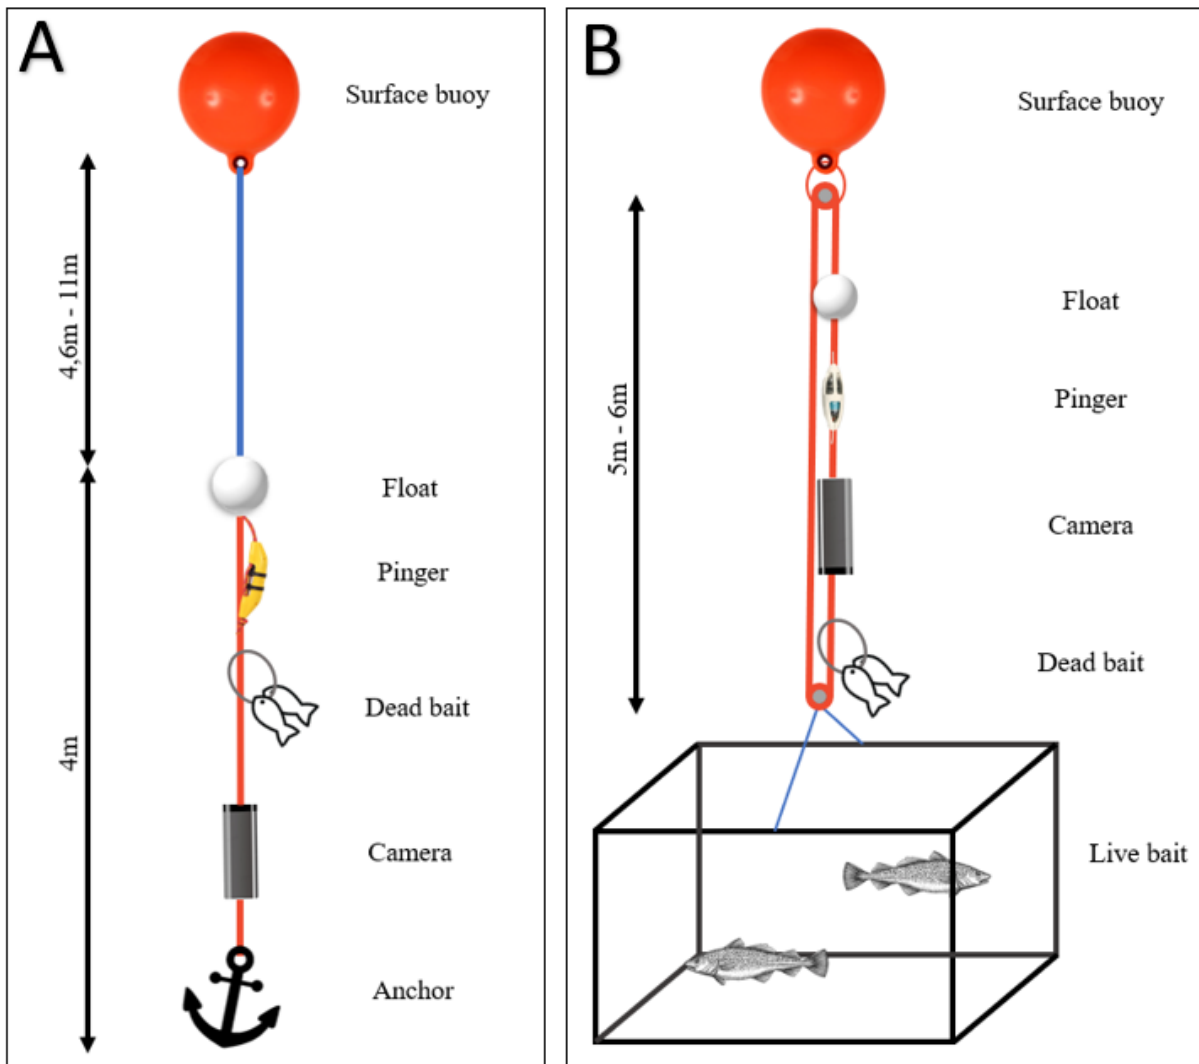 A
Surface buoy
4,6m - 11m
Float
Pinger
Dead bait
4m
Camera
Anchor
B
Surface buoy
Float
Pinger
5m - 6m
Camera
Dead bait
Live bait